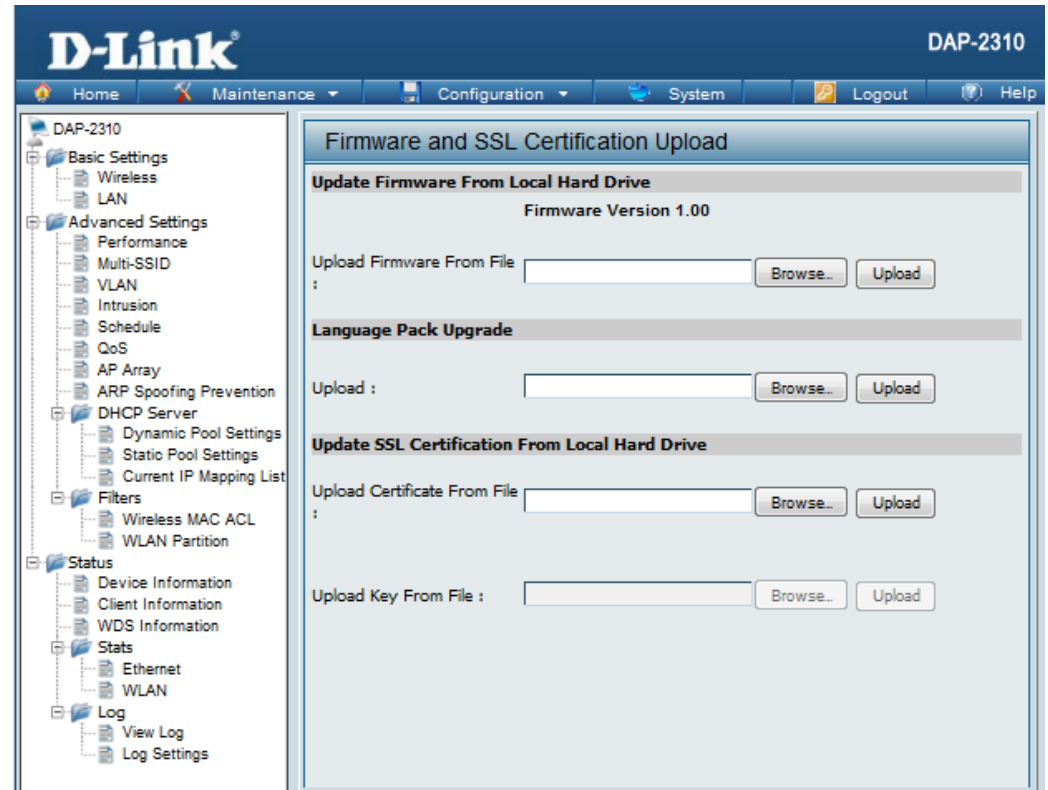 D-Link®
DAP-2310
Home Maintenance Configuration System Logout Help
DAP-2310
Basic Settings
Wireless
LAN
Advanced Settings
Performance
Multi-SSID
VLAN
Intrusion
Schedule
QoS
AP Array
ARP Spoofing Prevention
DHCP Server
Dynamic Pool Settings
Static Pool Settings
Current IP Mapping List
Filters
Wireless MAC ACL
WLAN Partition
Status
Device Information
Client Information
WDS Information
Stats
Ethernet
WLAN
Log
View Log
Log Settings
Firmware and SSL Certification Upload
Update Firmware From Local Hard Drive
Firmware Version 1.00
Upload Firmware From File
:
Browse... Upload
Language Pack Upgrade
Upload : Browse... Upload
Update SSL Certification From Local Hard Drive
Upload Certificate From File
:
Browse... Upload
Upload Key From File : Browse... Upload